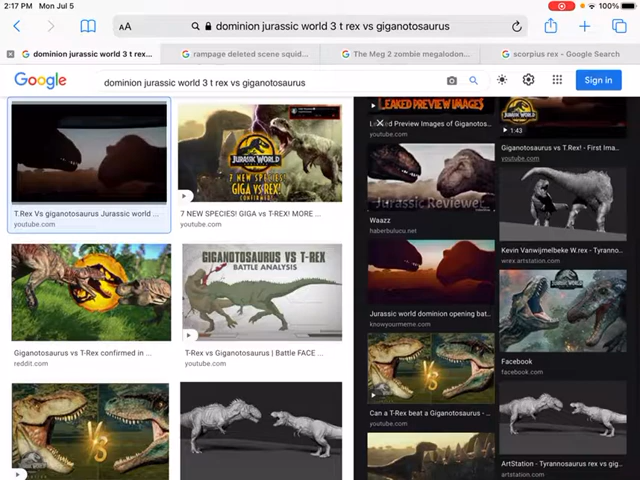 2:17 PM Mon Jul 5
100%
AA
dominion jurassic world 3 t rex vs giganotosaurus
dominion jurassic world 3 t rex...
rampage deleted scene squid...
The Meg 2 zombie megalodon...
scorpius rex - Google Search
Google
dominion jurassic world 3 t rex vs giganotosaurus
Sign in
T.Rex Vs giganotosaurus Jurassic world ...
youtube.com
JURASSIC WORLD
7 NEW SPECIES!
GIGA vs T-REX!
CONFIRMED!
7 NEW SPECIES! GIGA vs T-REX! MORE ...
youtube.com
Giganotosaurus vs T-Rex confirmed in ...
reddit.com
GIGANOTOSAURUS VS T-REX
BATTLE ANALYSIS
T-Rex vs Giganotosaurus | Battle FACE ...
youtube.com
VS
LEAKED PREVIEW IMAGES
Leaked Preview Images of Giganotos...
youtube.com
1:43
Giganotosaurus vs T.Rex! - First Ima...
youtube.com
Jurassic Reviewer
Waazz
haberbulucu.net
Kevin Vanwijmelbeke W.rex - Tyranno...
wrex.artstation.com
Jurassic world dominion opening bat...
knowyourmeme.com
Facebook
facebook.com
VS
Can a T-Rex beat a Giganotosaurus - ...
youtube.com
ArtStation - Tyrannosaurus rex vs gig...
artstation.com